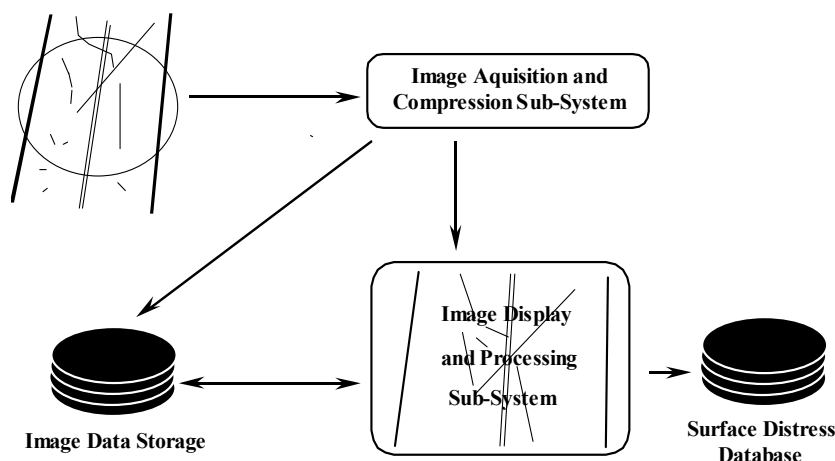 Image Aquisition and
Compression Sub-System
Image Display
and Processing
Sub-System
Image Data Storage
Surface Distress
Database